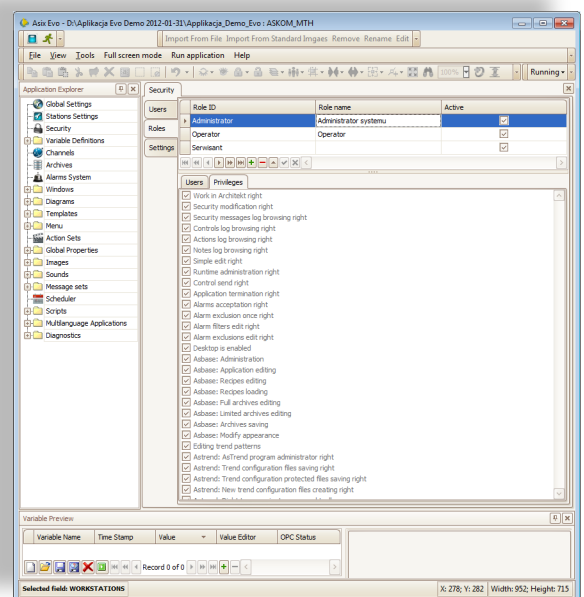 Asix Evo - D:\Aplikacja Evo Demo 2012-01-31\Applikacja_Demo_Evo : ASKOM_MTH
Import From File Import From Standard Imgaes Remove Rename Edit
File View Tools Full screen mode Run application Help
100% Running
Application Explorer
Global Settings
Stations Settings
Security
Variable Definitions
Channels
Archives
Alarms System
Windows
Diagrams
Templates
Menu
Action Sets
Global Properties
Images
Sounds
Message sets
Scheduler
Scripts
Multilanguage Applications
Diagnostics
Security
Users
Roles
Settings
Role ID Role name Active
Administrator Administrator systemu
Operator Operator
Serwisant
Users Privileges
Work in Architekt right
Security modification right
Security messages log browsing right
Controls log browsing right
Actions log browsing right
Notes log browsing right
Simple edit right
Runtime administration right
Control send right
Application termination right
Alarms acceptation right
Alarm exclusion once right
Alarm filters edit right
Alarm exclusions edit right
Desktop is enabled
Asbase: Administration
Asbase: Application editing
Asbase: Recipes editing
Asbase: Recipes loading
Asbase: Full archives editing
Asbase: Limited archives editing
Asbase: Archives saving
Asbase: Modify appearance
Editing trend patterns
Astrend: AsTrend program administrator right
Astrend: Trend configuration files saving right
Astrend: Trend configuration protected files saving right
Astrend: New trend configuration files creating right
Variable Preview
Variable Name Time Stamp Value Value Editor OPC Status
Record 0 of 0
Selected field: WORKSTATIONS X: 278; Y: 282 Width: 952; Height: 715